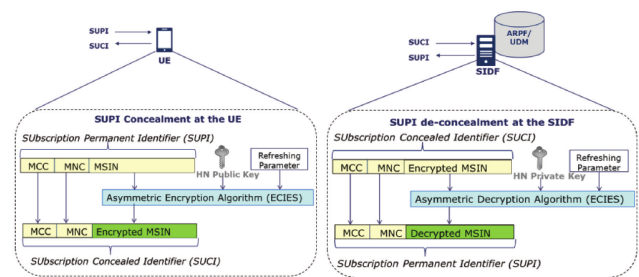 SUPI
SUCI
UE
SUPI Concealment at the UE
SUbscription Permanent Identifier (SUPI)
MCC MNC MSIN
HN Public Key
Refreshing
Parameter
Asymmetric Encryption Algorithm (ECIES)
MCC MNC Encrypted MSIN
SUbscription Concealed Identifier (SUCI)
ARPF/
UDM
SUCI
SUPI
SIDF
SUPI de-concealment at the SIDF
SUbscription Concealed Identifier (SUCI)
MCC MNC Encrypted MSIN
HN Private Key
Refreshing
Parameter
Asymmetric Decryption Algorithm (ECIES)
MCC MNC Decrypted MSIN
SUbscription Permanent Identifier (SUPI)